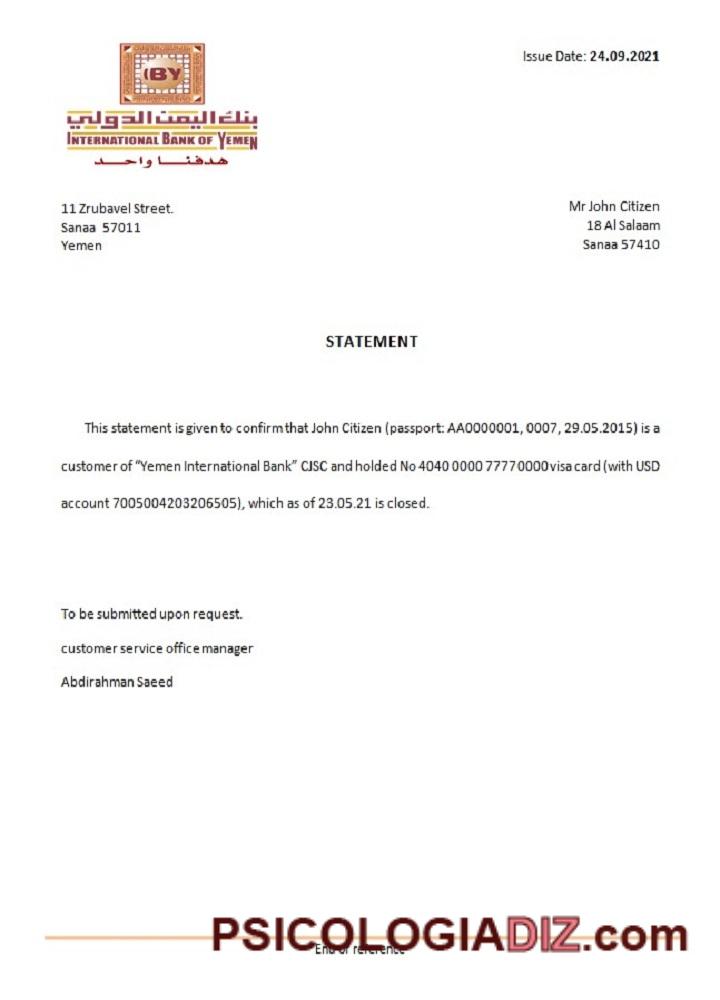 Issue Date: 24.09.2021
IBY
بنك اليمن الدولي
INTERNATIONAL BANK OF YEMEN
هدفنا واحد
11 Zrubavel Street.
Sanaa 57011
Yemen
Mr John Citizen
18 Al Salaam
Sanaa 57410
STATEMENT
This statement is given to confirm that John Citizen (passport: AA0000001, 0007, 29.05.2015) is a
customer of “Yemen International Bank” CJSC and holded No 4040 0000 7777 0000 visa card (with USD
account 7005004203206505), which as of 23.05.21 is closed.
To be submitted upon request.
customer service office manager
Abdirahman Saeed
PSICOLOGIADIZ.com
End of reference